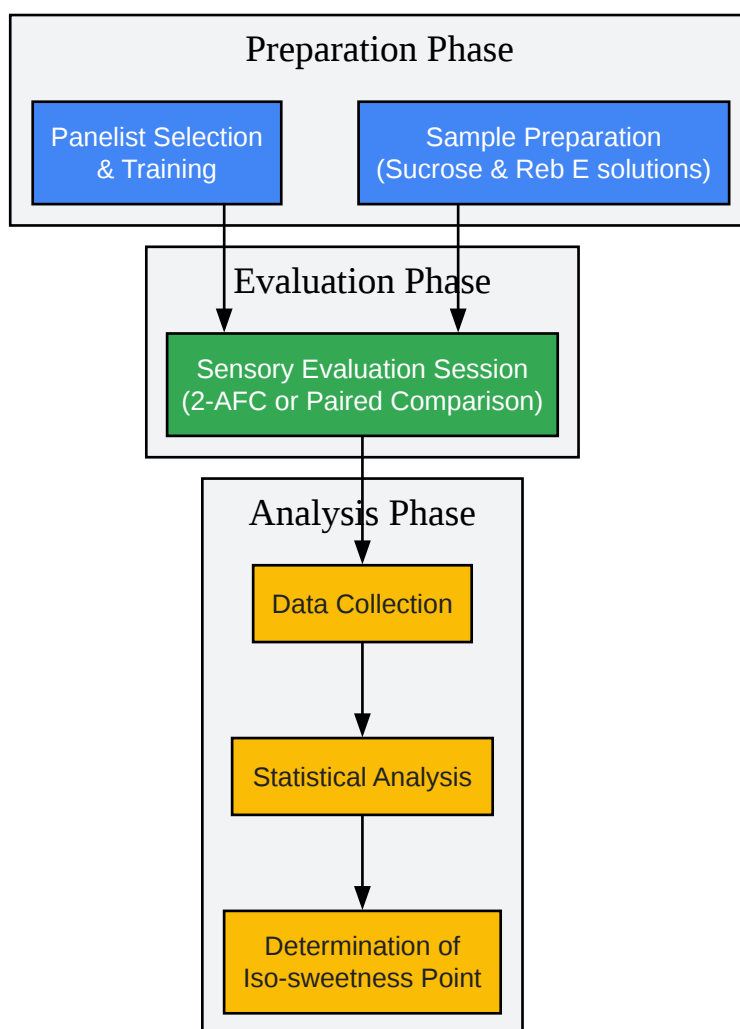 Preparation Phase
Panelist Selection
& Training
Sample Preparation
(Sucrose & Reb E solutions)
Evaluation Phase
Sensory Evaluation Session
(2-AFC or Paired Comparison)
Analysis Phase
Data Collection
Statistical Analysis
Determination of
Iso-sweetness Point